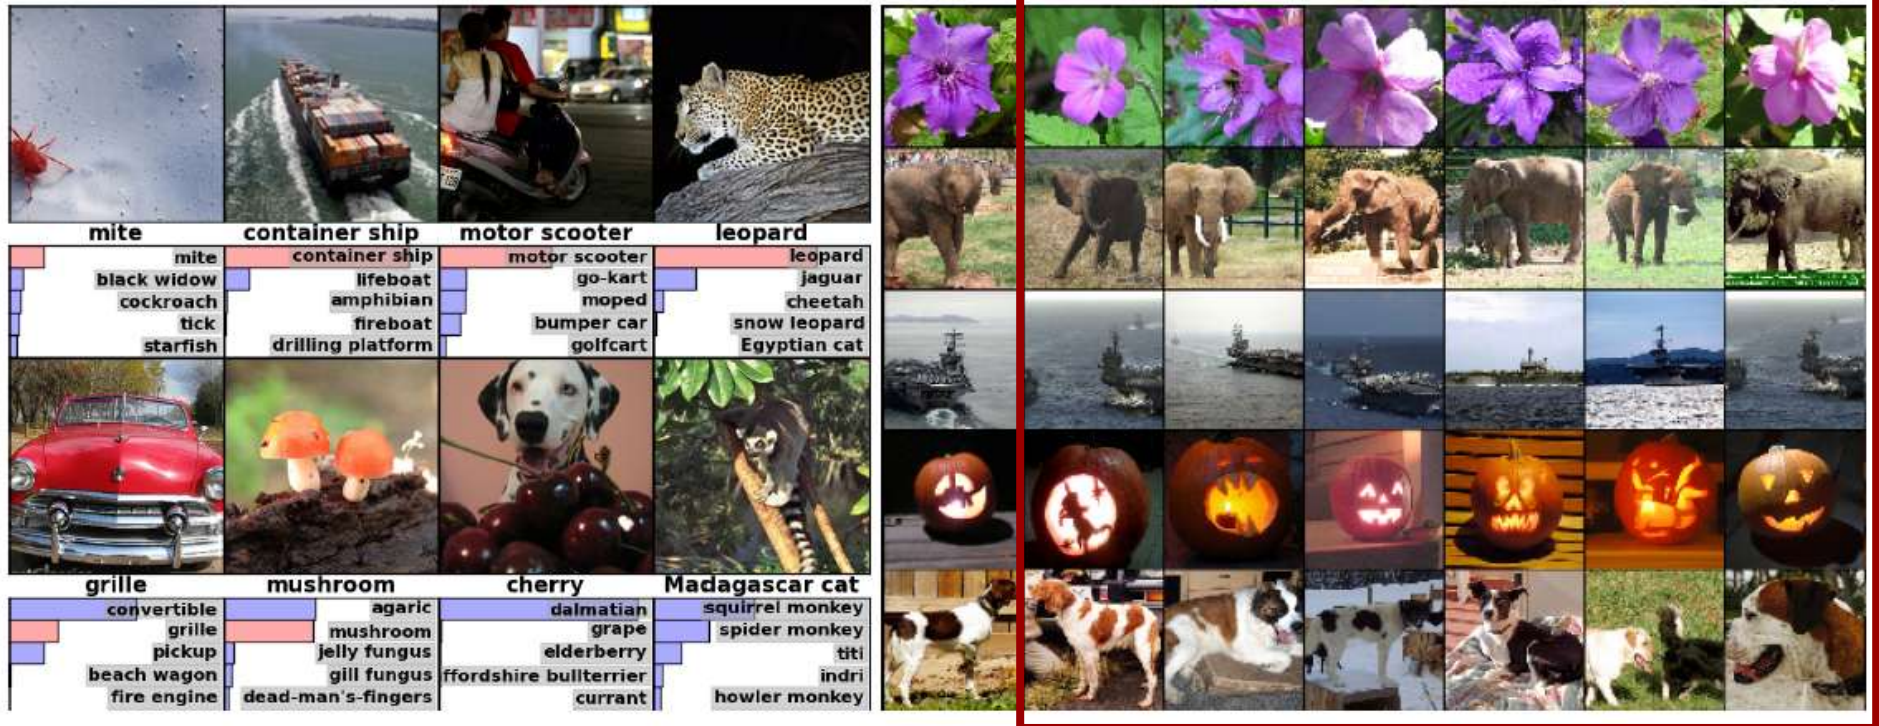 mite
container ship
motor scooter
leopard
mite
black widow
cockroach
tick
starfish
container ship
lifeboat
amphibian
fireboat
drilling platform
motor scooter
go-kart
moped
bumper car
golfcart
leopard
jaguar
cheetah
snow leopard
Egyptian cat
grille
mushroom
cherry
Madagascar cat
convertible
grille
pickup
beach wagon
fire engine
agaric
mushroom
jelly fungus
gill fungus
dead-man's-fingers
dalmatian
grape
elderberry
ffordshire bullterrier
currant
squirrel monkey
spider monkey
titi
indri
howler monkey